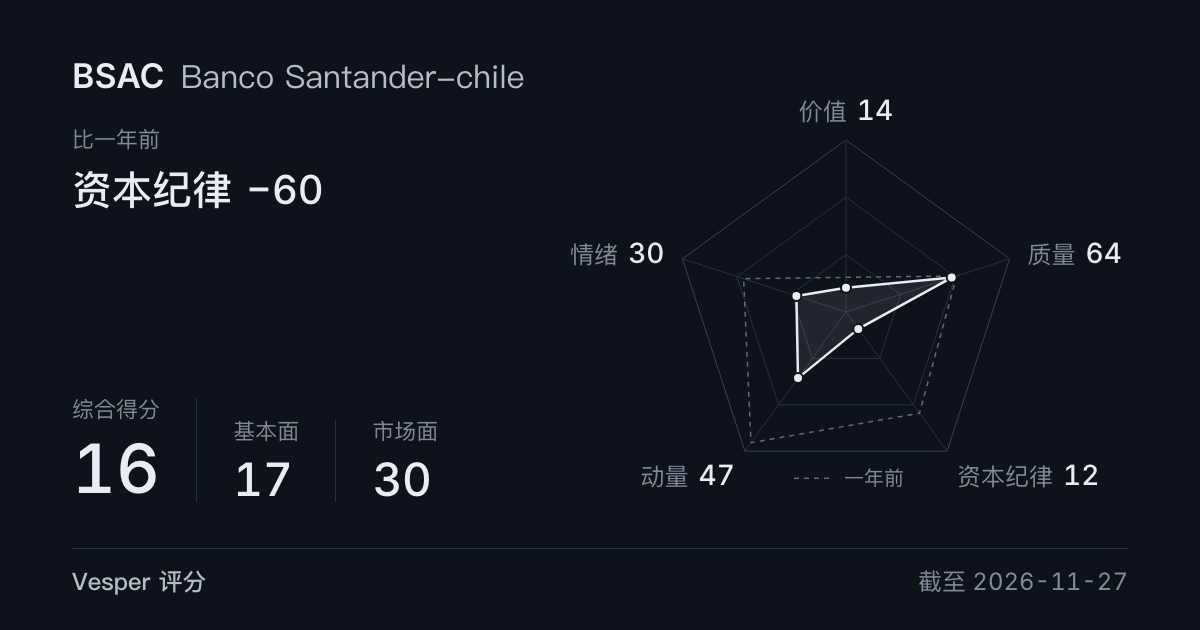 BSAC Banco Santander-chile
比一年前
资本纪律 -60
价值 14
情绪 30
质量 64
动量 47
一年前
资本纪律 12
综合得分
16
基本面
17
市场面
30
Vesper 评分
截至 2026-11-27